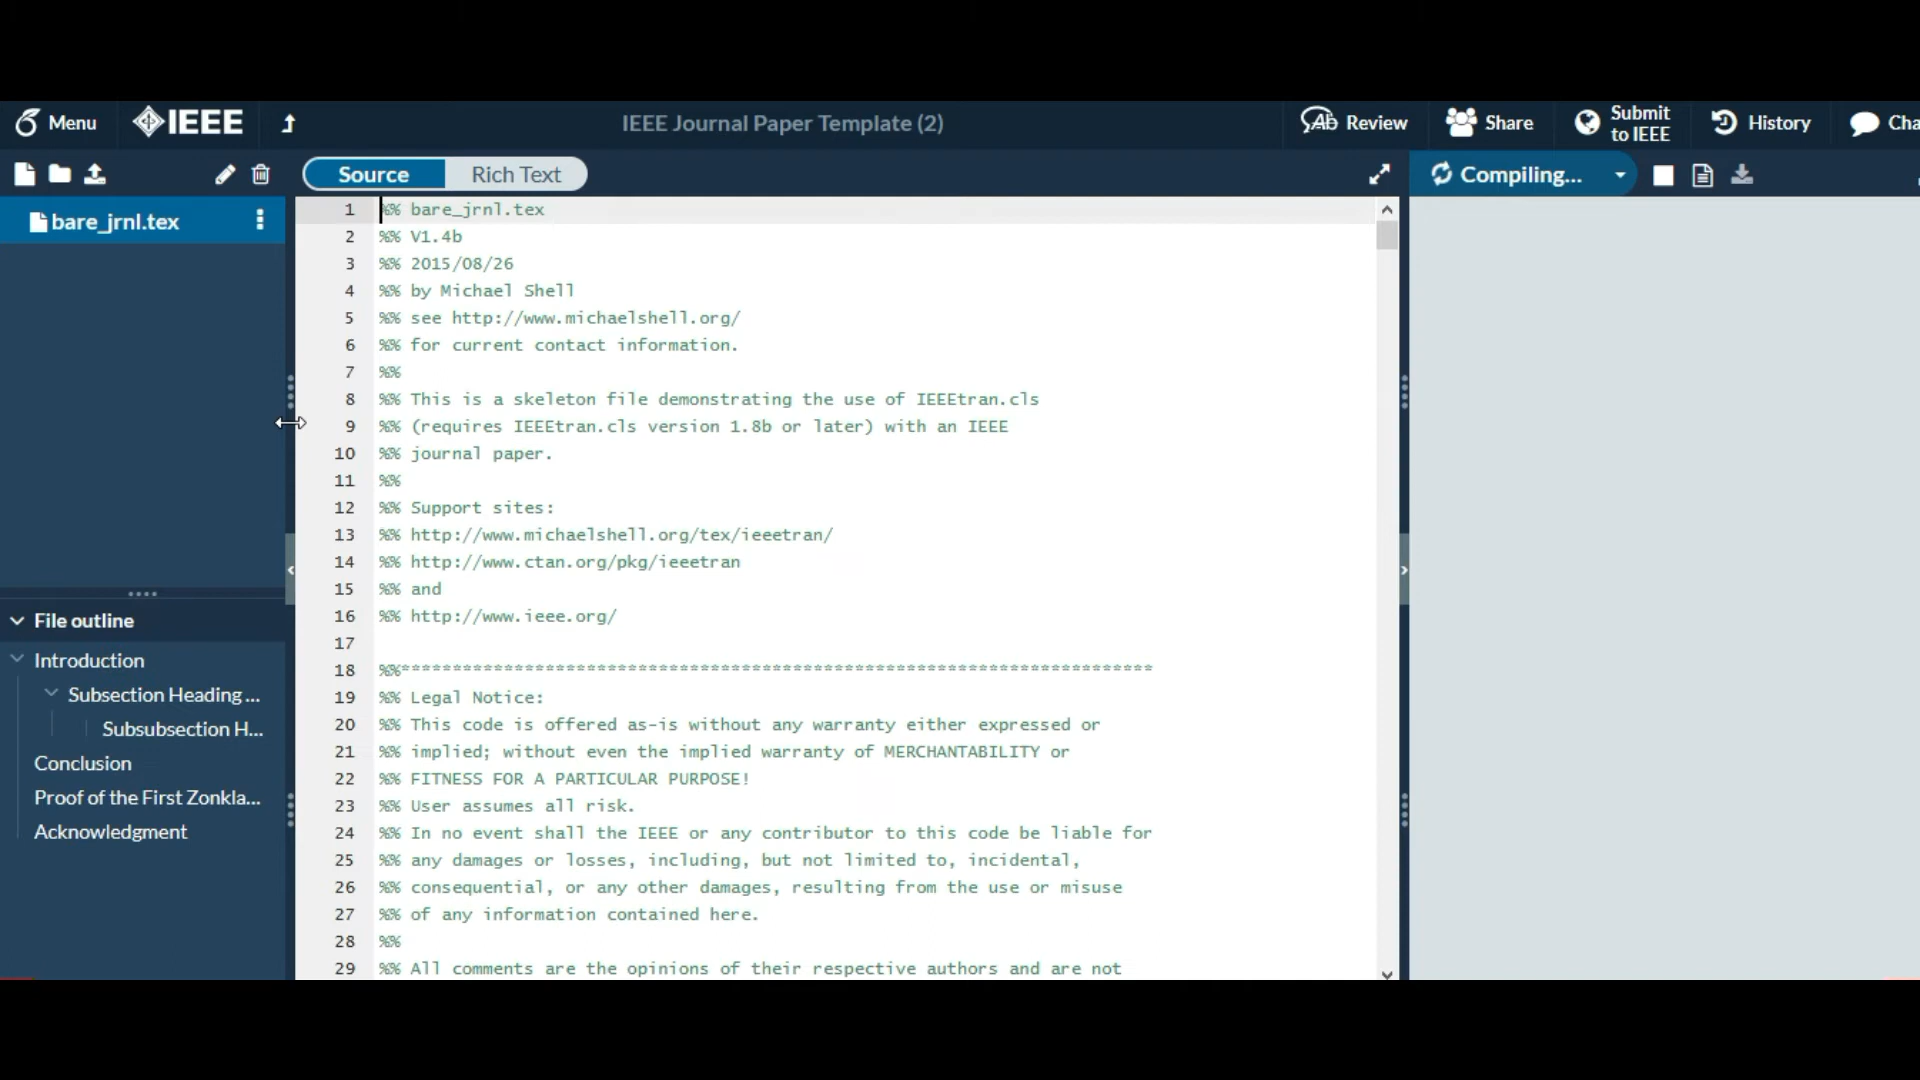 Menu
IEEE
IEEE Journal Paper Template (2)
Review
Share
Submit
to IEEE
History
Cha
Source
Rich Text
Compiling...
bare_jrnl.tex
File outline
Introduction
Subsection Heading ...
Subsubsection H...
Conclusion
Proof of the First Zonkla...
Acknowledgment
1 %% bare_jrnl.tex
2 %% V1.4b
3 %% 2015/08/26
4 %% by Michael Shell
5 %% see http://www.michaelshell.org/
6 %% for current contact information.
7 %%
8 %% This is a skeleton file demonstrating the use of IEEEtran.cls
9 %% (requires IEEEtran.cls version 1.8b or later) with an IEEE
10 %% journal paper.
11 %%
12 %% Support sites:
13 %% http://www.michaelshell.org/tex/ieeetran/
14 %% http://www.ctan.org/pkg/ieeetran
15 %% and
16 %% http://www.ieee.org/
17
18 %%*************************************************************************
19 %% Legal Notice:
20 %% This code is offered as-is without any warranty either expressed or
21 %% implied; without even the implied warranty of MERCHANTABILITY or
22 %% FITNESS FOR A PARTICULAR PURPOSE!
23 %% User assumes all risk.
24 %% In no event shall the IEEE or any contributor to this code be liable for
25 %% any damages or losses, including, but not limited to, incidental,
26 %% consequential, or any other damages, resulting from the use or misuse
27 %% of any information contained here.
28 %%
29 %% All comments are the opinions of their respective authors and are not